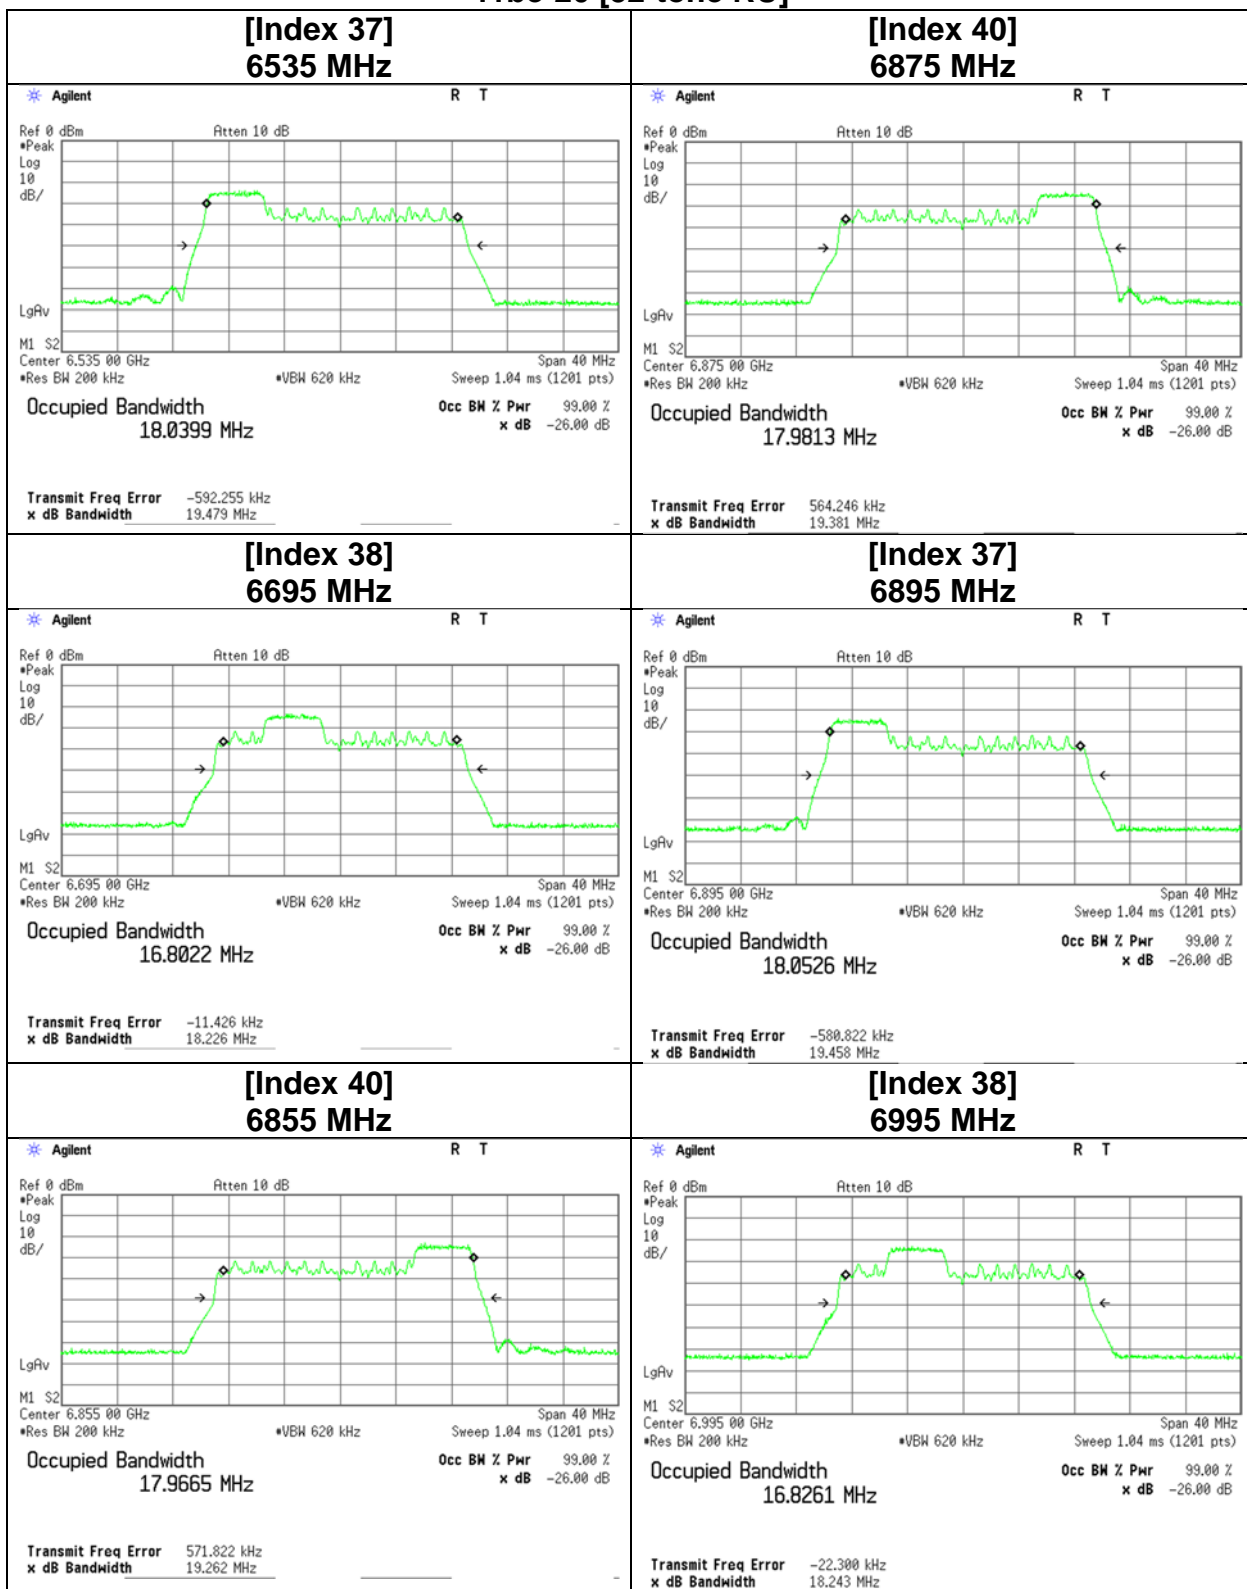 [Index 37]
6535 MHz
[Index 40]
6875 MHz
Agilent R T
Ref 0 dBm Atten 10 dB
#Peak
Log
10
dB/
LgAv
M1 S2
Center 6.535 00 GHz Span 40 MHz
#Res BW 200 kHz #VBW 620 kHz Sweep 1.04 ms (1201 pts)
Occupied Bandwidth Occ BW % Pwr 99.00 %
18.0399 MHz x dB -26.00 dB
Transmit Freq Error -592.255 kHz
x dB Bandwidth 19.479 MHz
Agilent R T
Ref 0 dBm Atten 10 dB
#Peak
Log
10
dB/
LgAv
M1 S2
Center 6.875 00 GHz Span 40 MHz
#Res BW 200 kHz #VBW 620 kHz Sweep 1.04 ms (1201 pts)
Occupied Bandwidth Occ BW % Pwr 99.00 %
17.9813 MHz x dB -26.00 dB
Transmit Freq Error 564.246 kHz
x dB Bandwidth 19.381 MHz
[Index 38]
6695 MHz
[Index 37]
6895 MHz
Agilent R T
Ref 0 dBm Atten 10 dB
#Peak
Log
10
dB/
LgAv
M1 S2
Center 6.695 00 GHz Span 40 MHz
#Res BW 200 kHz #VBW 620 kHz Sweep 1.04 ms (1201 pts)
Occupied Bandwidth Occ BW % Pwr 99.00 %
16.8022 MHz x dB -26.00 dB
Transmit Freq Error -11.426 kHz
x dB Bandwidth 18.226 MHz
Agilent R T
Ref 0 dBm Atten 10 dB
#Peak
Log
10
dB/
LgAv
M1 S2
Center 6.895 00 GHz Span 40 MHz
#Res BW 200 kHz #VBW 620 kHz Sweep 1.04 ms (1201 pts)
Occupied Bandwidth Occ BW % Pwr 99.00 %
18.0526 MHz x dB -26.00 dB
Transmit Freq Error -580.822 kHz
x dB Bandwidth 19.458 MHz
[Index 40]
6855 MHz
[Index 38]
6995 MHz
Agilent R T
Ref 0 dBm Atten 10 dB
#Peak
Log
10
dB/
LgAv
M1 S2
Center 6.855 00 GHz Span 40 MHz
#Res BW 200 kHz #VBW 620 kHz Sweep 1.04 ms (1201 pts)
Occupied Bandwidth Occ BW % Pwr 99.00 %
17.9665 MHz x dB -26.00 dB
Transmit Freq Error 571.822 kHz
x dB Bandwidth 19.262 MHz
Agilent R T
Ref 0 dBm Atten 10 dB
#Peak
Log
10
dB/
LgAv
M1 S2
Center 6.995 00 GHz Span 40 MHz
#Res BW 200 kHz #VBW 620 kHz Sweep 1.04 ms (1201 pts)
Occupied Bandwidth Occ BW % Pwr 99.00 %
16.8261 MHz x dB -26.00 dB
Transmit Freq Error -22.300 kHz
x dB Bandwidth 18.243 MHz